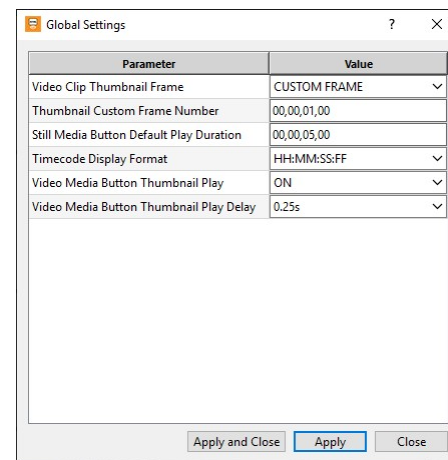 Global Settings ? ×
Parameter Value
Video Clip Thumbnail Frame CUSTOM FRAME
Thumbnail Custom Frame Number 00,00,01,00
Still Media Button Default Play Duration 00,00,05,00
Timecode Display Format HH:MM:SS:FF
Video Media Button Thumbnail Play ON
Video Media Button Thumbnail Play Delay 0.25s
Apply and Close Apply Close